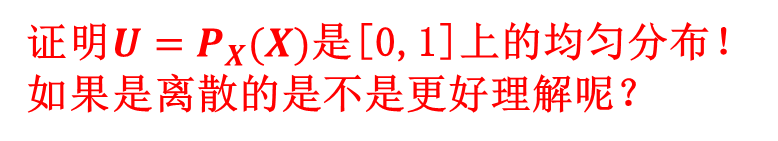 证明U = P_X(X)是[0, 1]上的均匀分布！
如果是离散的是不是更好理解呢？